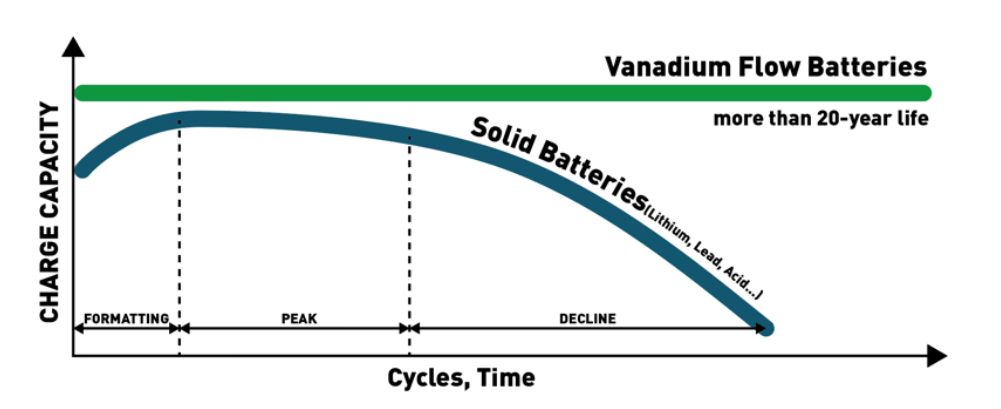 Vanadium Flow Batteries
more than 20-year life
CHARGE CAPACITY
Solid Batteries(Lithium, Lead, Acid...)
FORMATTING
PEAK
DECLINE
Cycles, Time